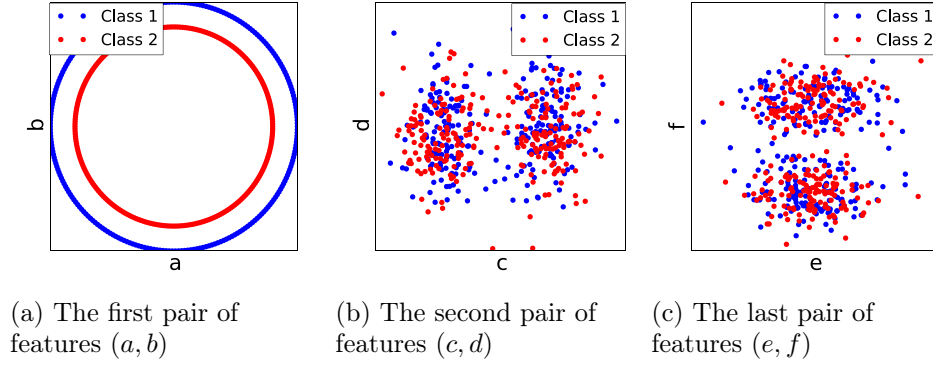 Class 1
Class 2
b
a
Class 1
Class 2
d
c
Class 1
Class 2
f
e
(a) The first pair of
features (a, b)
(b) The second pair of
features (c, d)
(c) The last pair of
features (e, f)